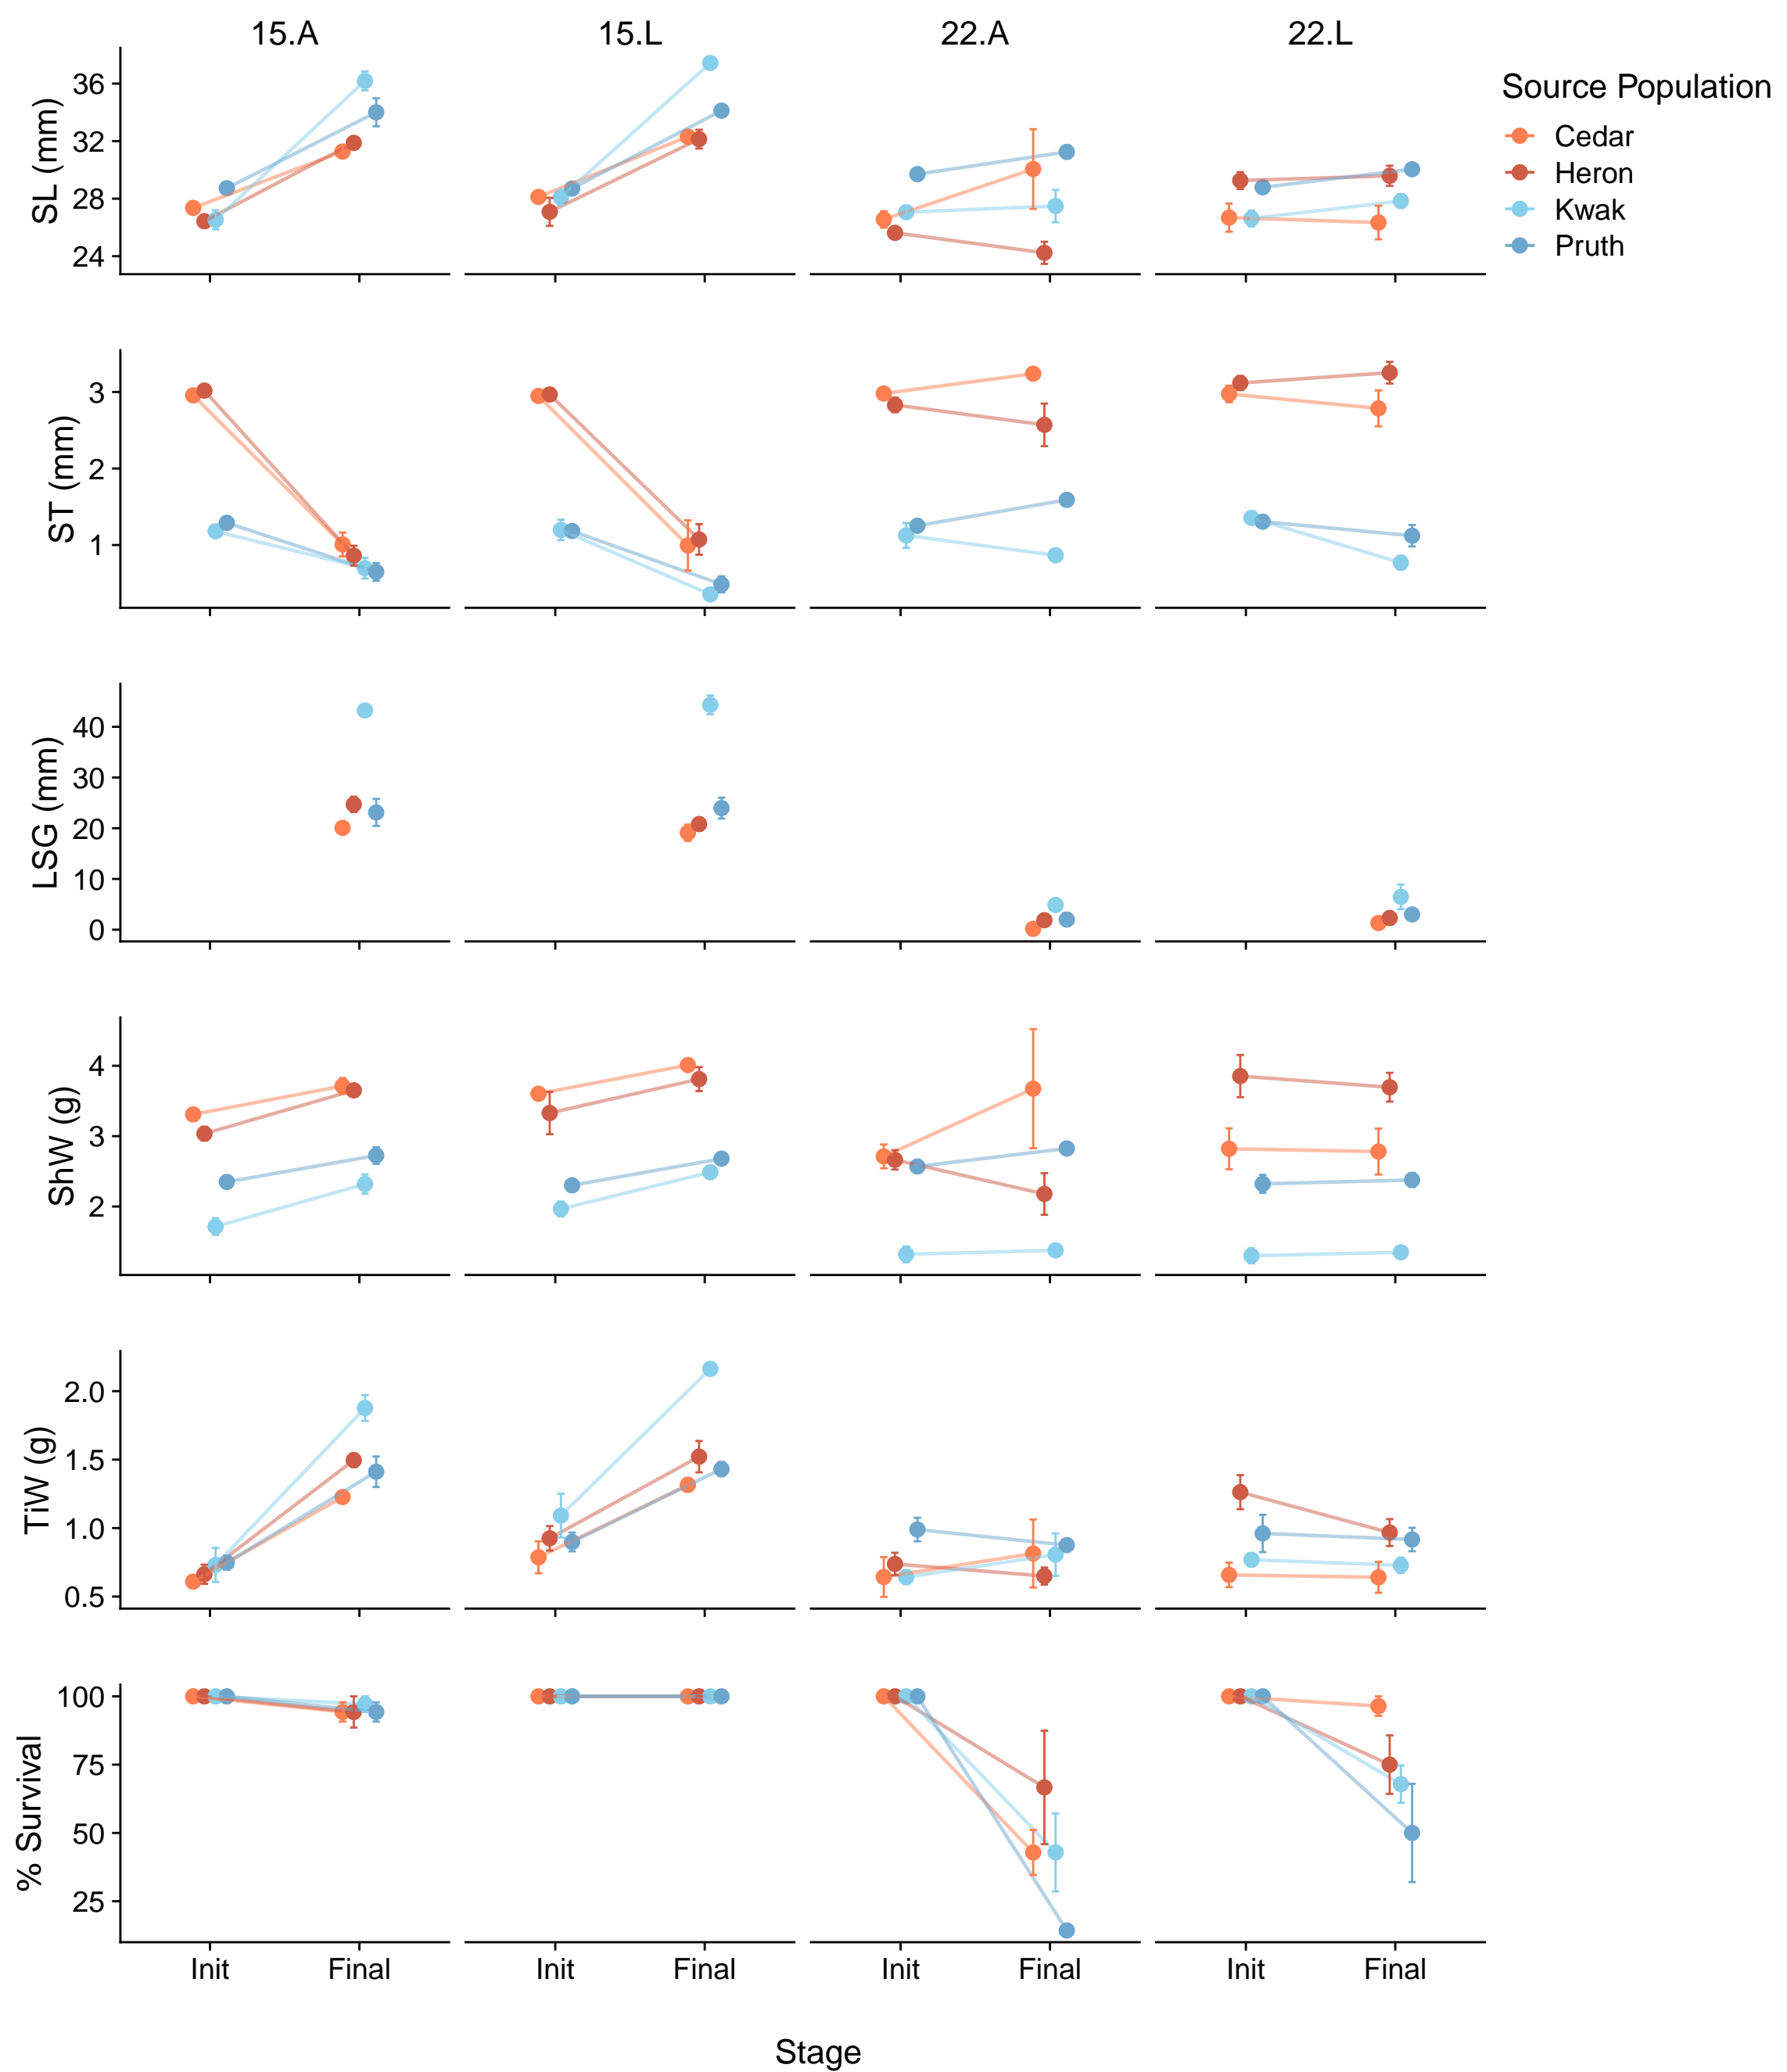 15.A 15.L 22.A 22.L
SL (mm)
36
32
28
24
Source Population
Cedar
Heron
Kwak
Pruth
ST (mm)
3
2
1
LSG (mm)
40
30
20
10
0
ShW (g)
4
3
2
TiW (g)
2.0
1.5
1.0
0.5
% Survival
100
75
50
25
Init Final Init Final Init Final Init Final
Stage